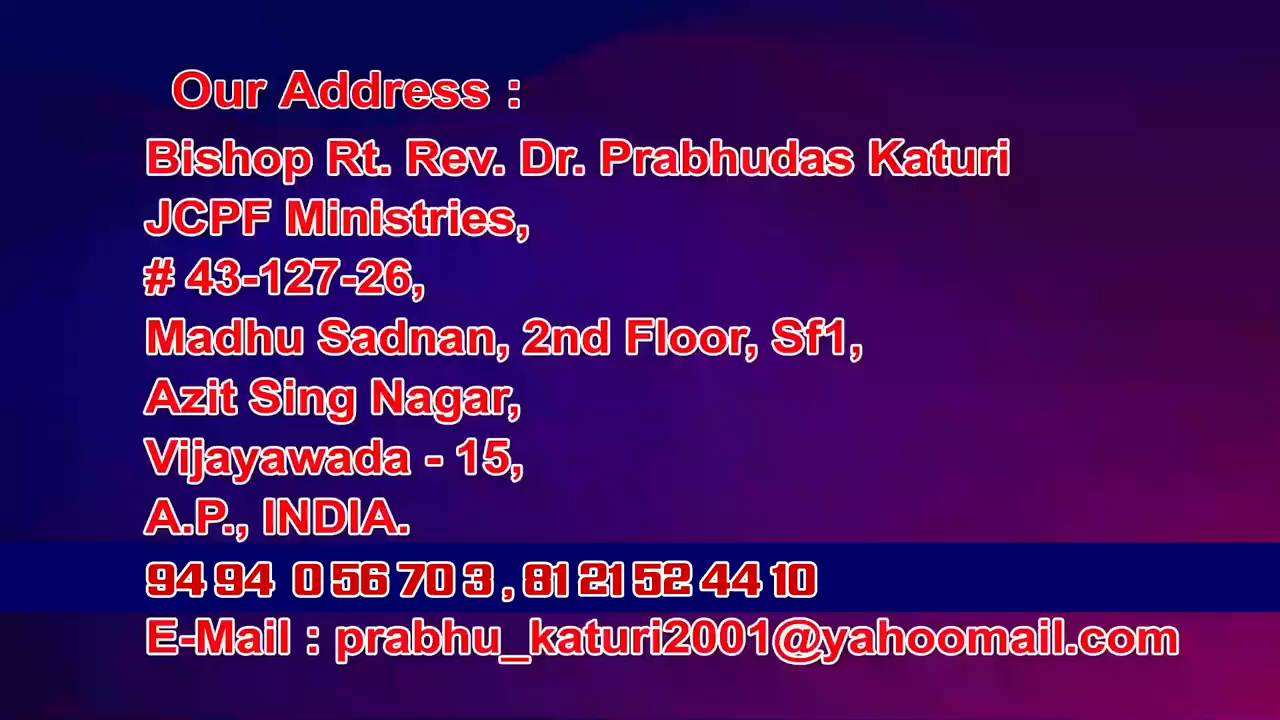 Our Address :
Bishop Rt. Rev. Dr. Prabhudas Katuri
JCPF Ministries,
# 43-127-26,
Madhu Sadnan, 2nd Floor, Sf1,
Azit Sing Nagar,
Vijayawada - 15,
A.P., INDIA.
94 94 0 56 70 3 , 81 21 52 44 10
E-Mail : prabhu_katuri2001@yahoomail.com